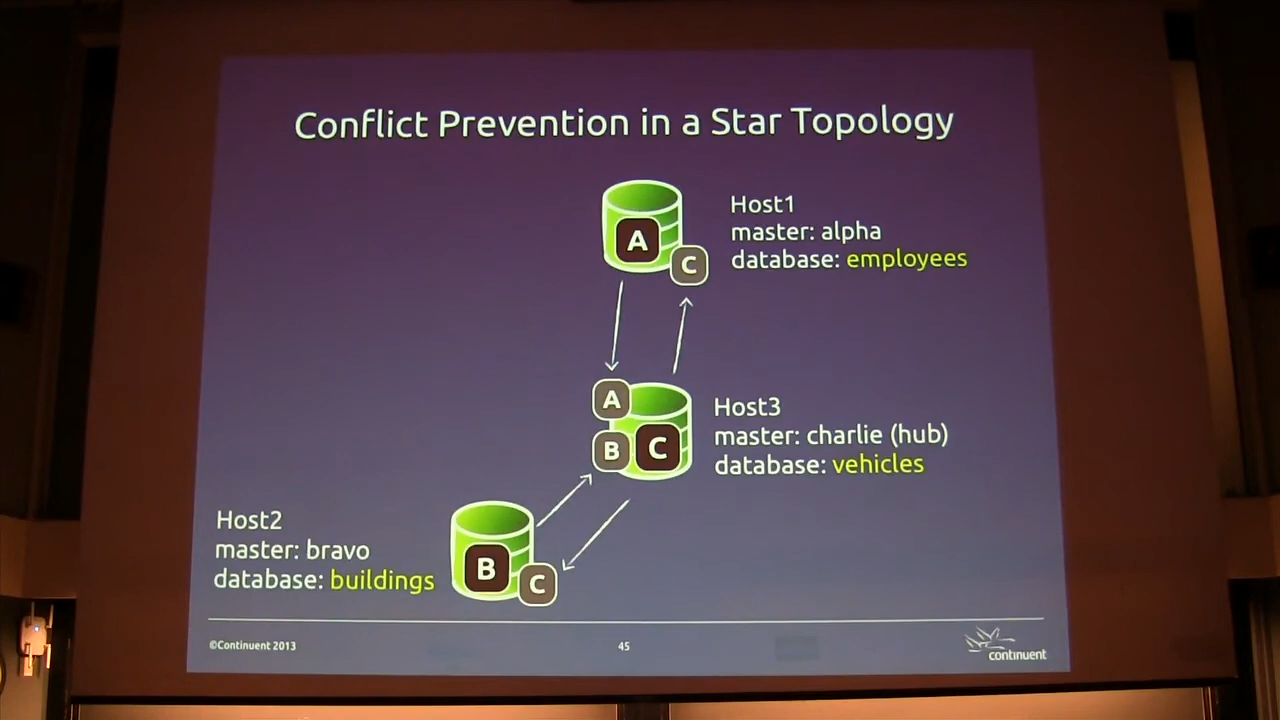 Conflict Prevention in a Star Topology
A
C
Host1
master: alpha
database: employees
A
B
C
Host3
master: charlie (hub)
database: vehicles
Host2
master: bravo
database: buildings
B
C
©Continuent 2013
45
continuent